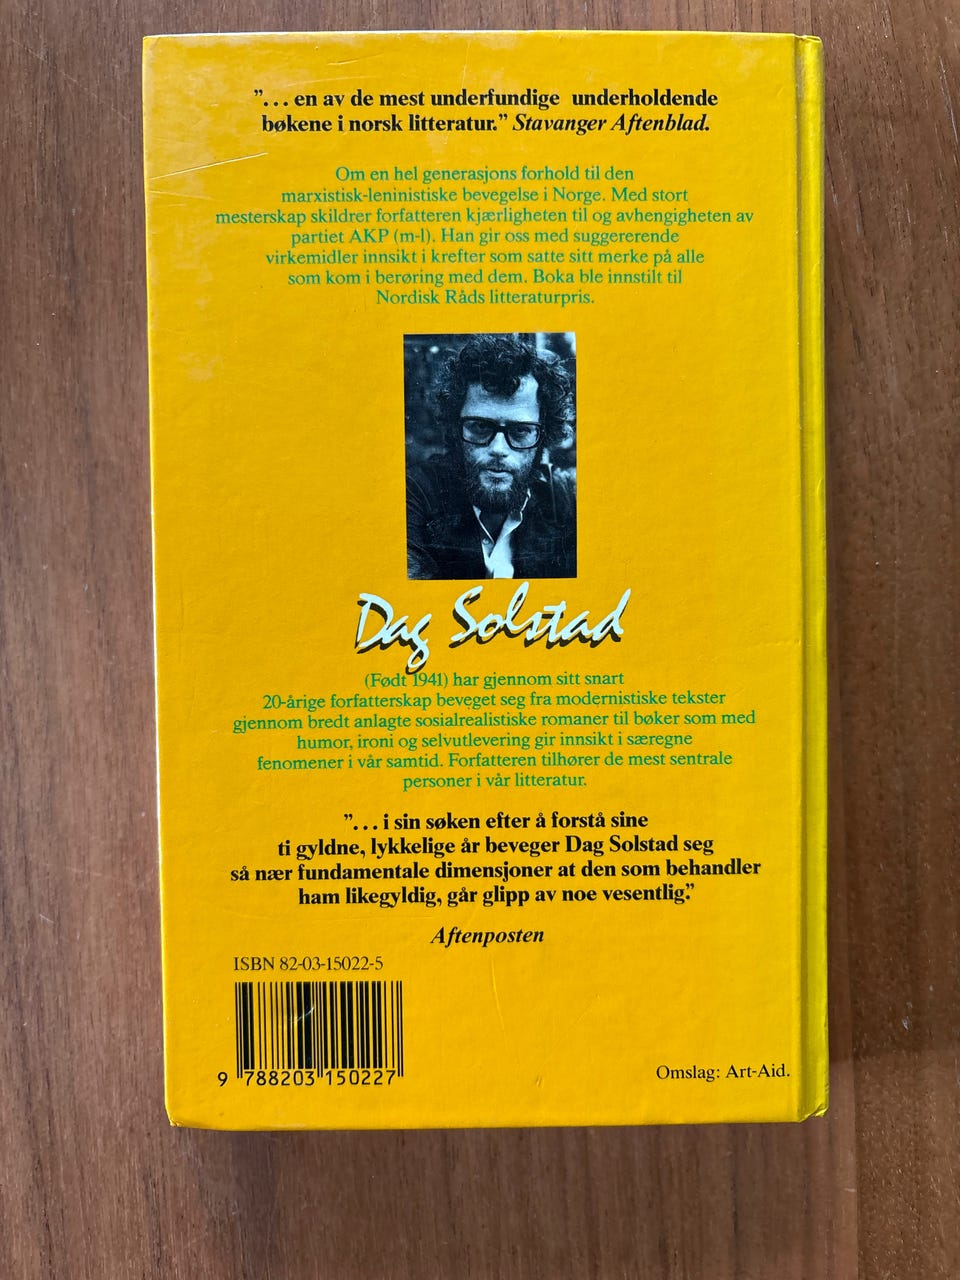 ”... en av de mest underfundige underholdende
bøkene i norsk litteratur.” Stavanger Aftenblad.
Om en hel generasjons forhold til den
marxistisk-leninistiske bevegelse i Norge. Med stort
mesterskap skildrer forfatteren kjærligheten til og avhengigheten av
partiet AKP (m-l). Han gir oss med suggererende
virkemidler innsikt i krefter som satte sitt merke på alle
som kom i berøring med dem. Boka ble innstilt til
Nordisk Råds litteraturpris.
Dag Solstad
(Født 1941) har gjennom sitt snart
20-årige forfatterskap beveget seg fra modernistiske tekster
gjennom bredt anlagte sosialrealistiske romaner til bøker som med
humor, ironi og selvutlevering gir innsikt i særegne
fenomener i vår samtid. Forfatteren tilhører de mest sentrale
personer i vår litteratur.
”... i sin søken efter å forstå sine
ti gyldne, lykkelige år beveger Dag Solstad seg
så nær fundamentale dimensjoner at den som behandler
ham likegyldig, går glipp av noe vesentlig.”
Aftenposten
ISBN 82-03-15022-5
9 788203 150227
Omslag: Art-Aid.